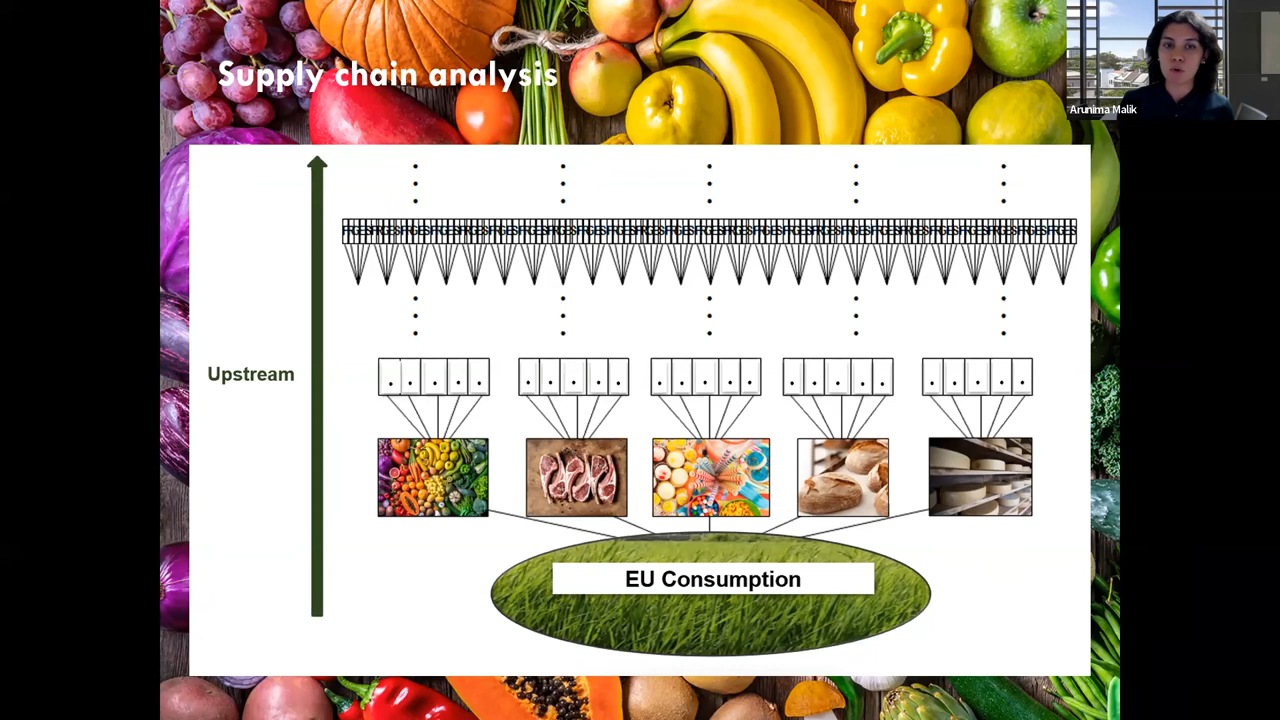 Supply chain analysis
Arunima Malik
Upstream
EU Consumption